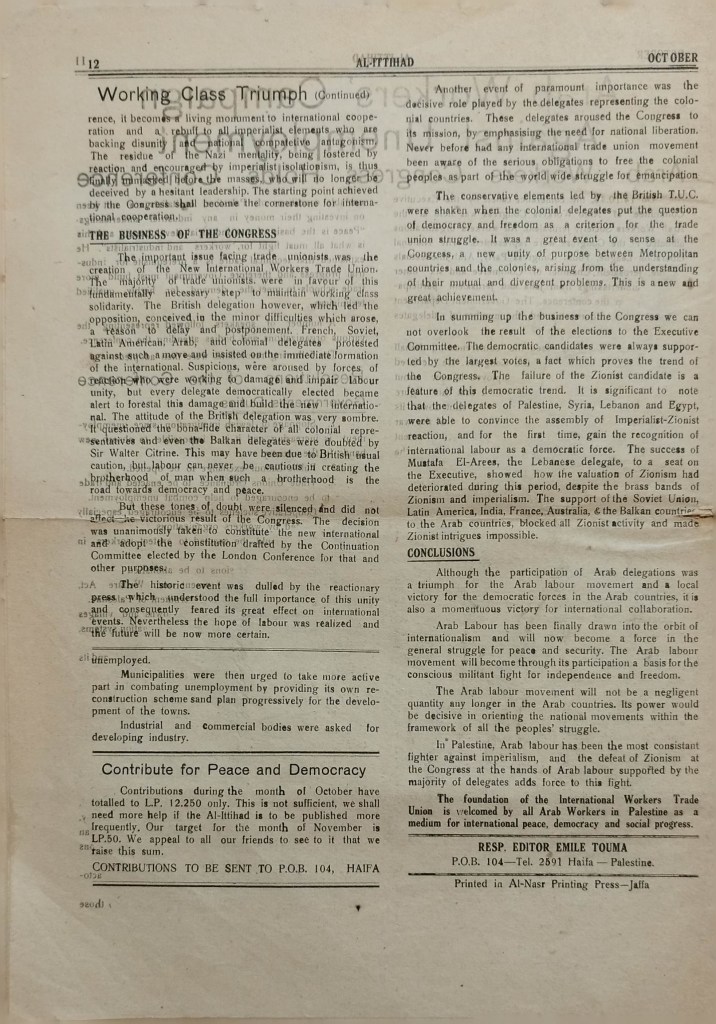 12
AL-ITTIHAD
OCTOBER
Working Class Triumph (Continued)
rence, it becomes a living monument to international coope-
ration and a rebuff to all imperialist elements who are
backing disunity and national competetive antagonism.
The residue of the Nazi mentality, being fostered by
reaction and encouraged by imperialist isolationism, is thus
finally trampled before the masses, who will no longer be
deceived by a hesitant leadership. The starting point achieved
by the Congress shall become the cornerstone for interna-
tional cooperation.
THE BUSINESS OF THE CONGRESS
The important issue facing trade unionists was the
creation of the New International Workers Trade Union.
The majority of trade unionists were in favour of this
fundamentally necessary step to maintain working class
solidarity. The British delegation however, which led the
opposition, conceived in the minor difficulties which arose,
a reason to delay and postponement. French, Soviet,
Latin American, Arab, and colonial delegates protested
against such a move and insisted on the immediate formation
of the international. Suspicions, were aroused by forces of
reaction who were working to damage and impair Labour
unity, but every delegate democratically elected became
alert to forestal this damage and build the new internatio-
nal. The attitude of the British delegation was very sombre.
It questioned the bona-fide character of all colonial repre-
sentatives and even the Balkan delegates were doubted by
Sir Walter Citrine. This may have been due to British usual
caution, but labour can never be cautious in creating the
brotherhood of man when such a brotherhood is the
road towards democracy and peace.
But these tones of doubt were silenced and did not
affect he victorious result of the Congress. The decision
was unanimously taken to constitute the new international
and adopt the constitution drafted by the Continuation
Committee elected by the London Conference for that and
other purposes.
The historic event was dulled by the reactionary
press which understood the full importance of this unity
and consequently feared its great effect on international
events. Nevertheless the hope of labour was realized and
the future will be now more certain.
unemployed.
Municipalities were then urged to take more active
part in combating unemployment by providing its own re-
construction scheme sand plan progressively for the develo-
pment of the towns.
Industrial and commercial bodies were asked for
developing industry.
Contribute for Peace and Democracy
Contributions during the month of October have
totalled to L.P. 12.250 only. This is not sufficient, we shall
need more help if the Al-Ittihad is to be published more
frequently, Our target for the month of November is
LP.50. We appeal to all our friends to see to it that we
raise this sum.
CONTRIBUTIONS TO BE SENT TO P.O.B. 104, HAIFA
Another event of paramount importance was the
decisive role played by the delegates representing the colo-
nial countries. These delegates aroused the Congress to
its mission, by emphasising the need for national liberation.
Never before had any international trade union movement
been aware of the serious obligations to free the colonial
peoples as part of the world wide struggle for emancipation
The conservative elements led by the British T.U.C.
were shaken when the colonial delegates put the question
of democracy and freedom as a criterion for the trade
union struggle. It was a great event to sense at the
Congress, a new unity of purpose between Metropolitan
countries and the colonies, arising from the understanding
of their mutual and divergent problems. This is a new and
great achievement.
In summing up the business of the Congress we can
not overlook the result of the elections to the Executive
Committee. The democratic candidates were always suppor-
ted by the largest votes, a fact which proves the trend of
the Congress. The failure of the Zionist candidate is a
feature of this democratic trend. It is significant to note
that the delegates of Palestine, Syria, Lebanon and Egypt,
were able to convince the assembly of Imperialist-Zionist
reaction, and for the first time, gain the recognition of
international labour as a democratic force. The success of
Mustafa El-Arees, the Lebanese delegate, to a seat on
the Executive, showed how the valuation of Zionism had
deteriorated during this period, despite the brass bands of
Zionism and imperialism. The support of the Soviet Union,
Latin America, India, France, Australia, & the Balkan countries
to the Arab countries, blocked all Zionist activity and made
Zionist intrigues impossible.
CONCLUSIONS
Although the participation of Arab delegations was
a triumph for the Arab labour movemert and a local
victory for the democratic forces in the Arab countries, it is
also a momentuous victory for international collaboration.
Arab Labour has been finally drawn into the orbit of
internationalism and will now become a force in the
general struggle for peace and security. The Arab labour
movement will become through its participation a basis for the
conscious militant fight for independence and freedom.
The Arab labour movement will not be a negligent
quantity any longer in the Arab countries. Its power would
be decisive in orienting the national movements within the
framework of all the peoples' struggle.
In Palestine, Arab labour has been the most consistant
fighter against imperialism, and the defeat of Zionism at
the Congress at the hands of Arab labour supported by the
majority of delegates adds force to this fight.
The foundation of the International Workers Trade
Union is welcomed by all Arab Workers in Palestine as a
medium for international peace, democracy and social progress.
RESP. EDITOR EMILE TOUMA
P.O.B. 104—Tel. 2591 Haifa — Palestine.
Printed in Al-Nasr Printing Press—Jaffa